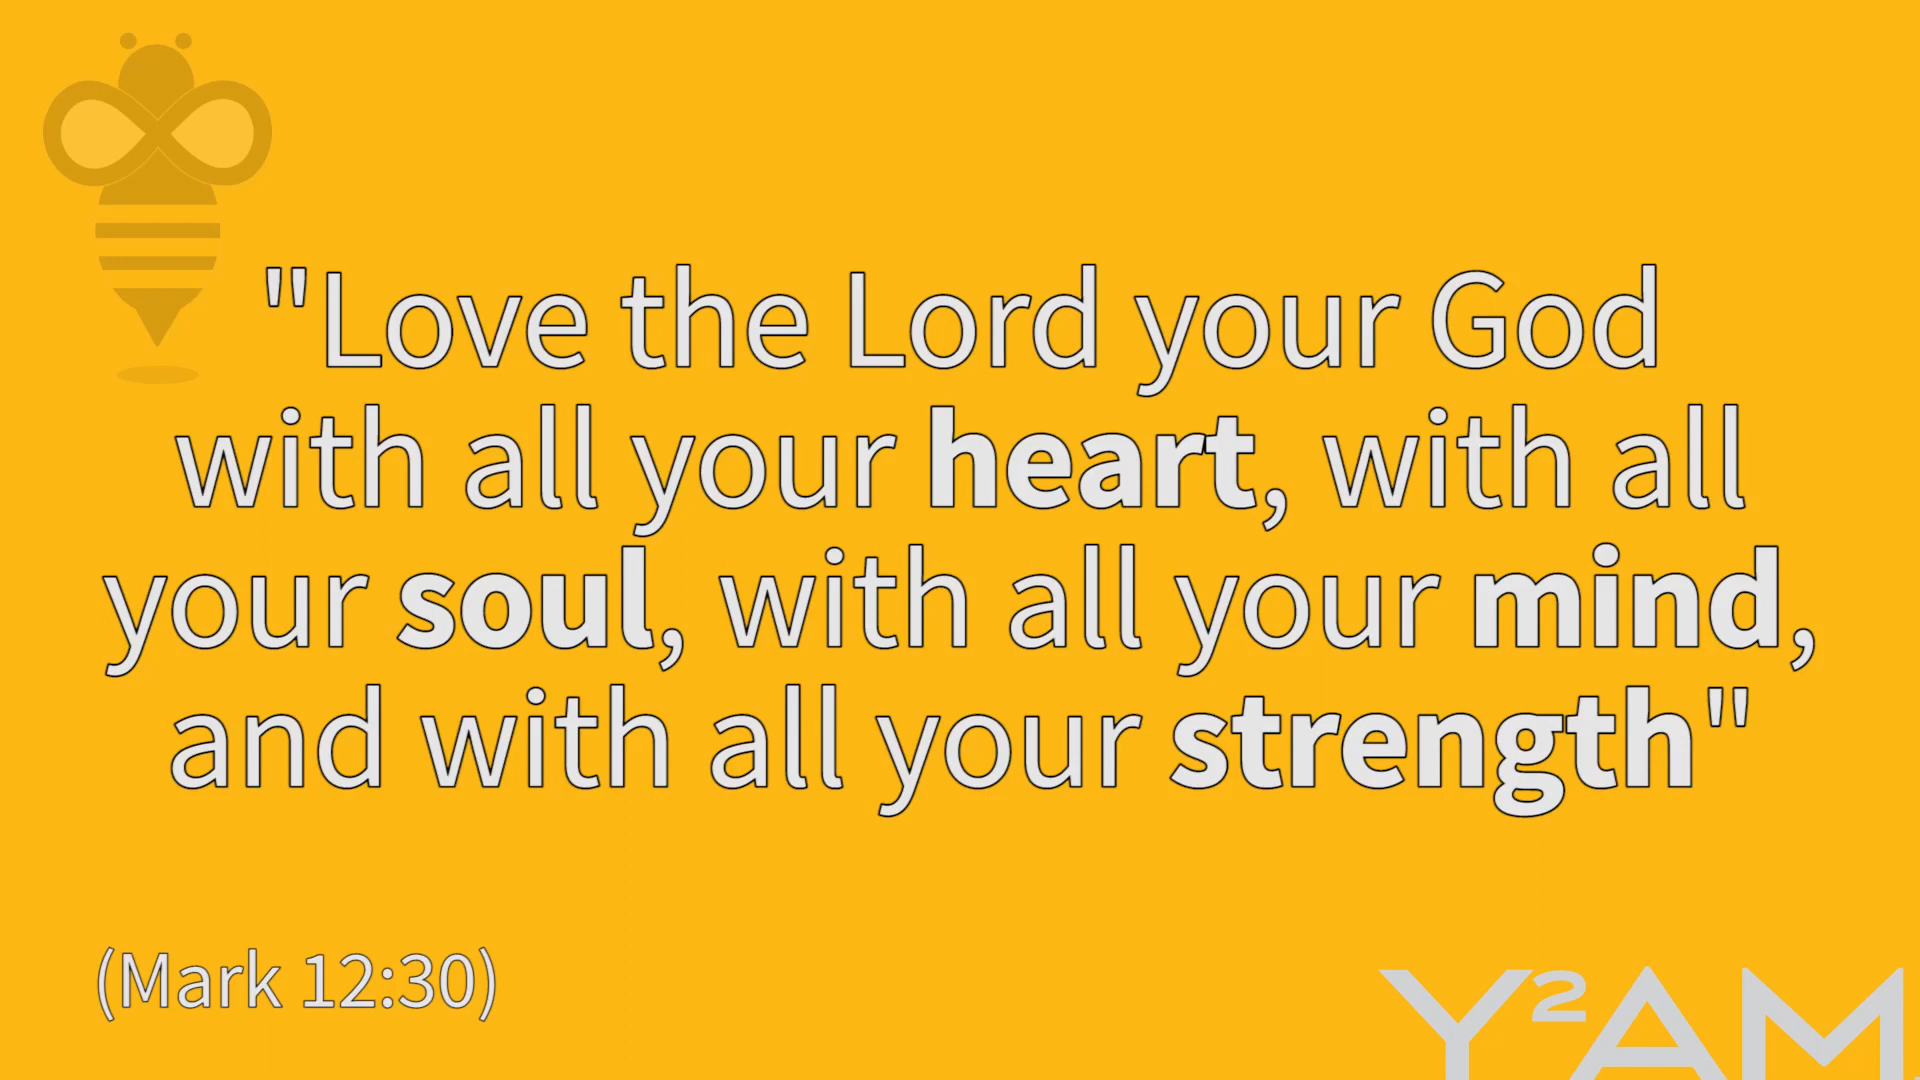 "Love the Lord your God
with all your heart, with all
your soul, with all your mind,
and with all your strength"
(Mark 12:30)
Y²AM